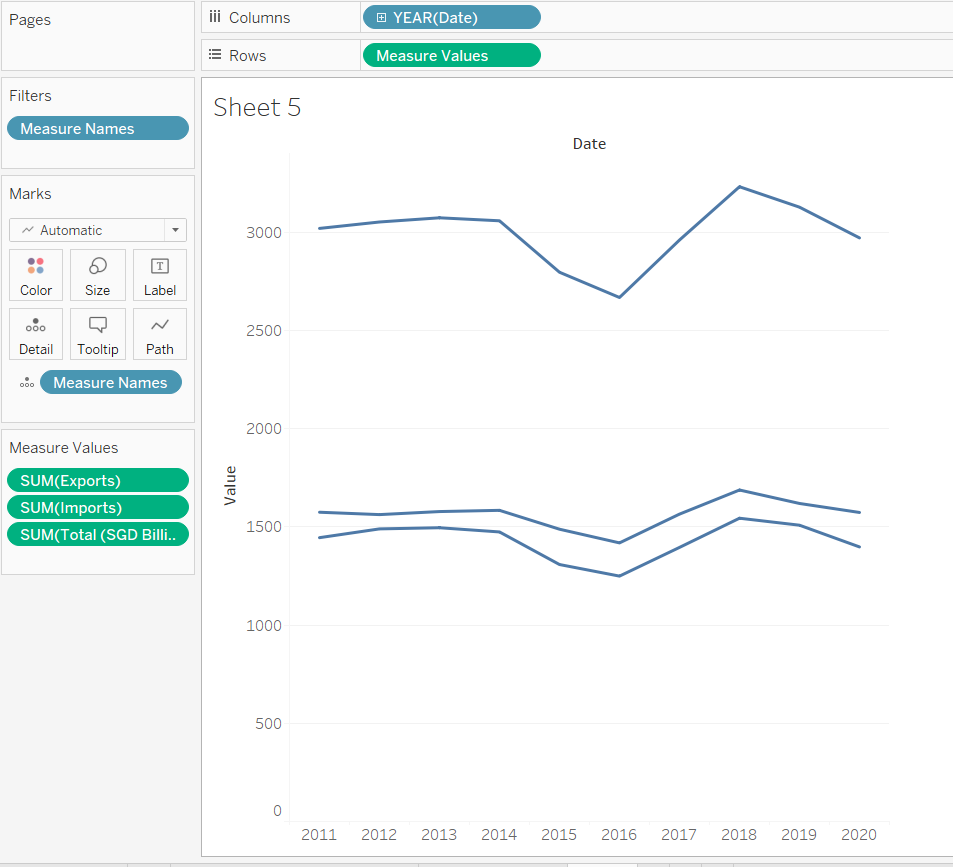 Pages
Columns
YEAR(Date)
Rows
Measure Values
Filters
Measure Names
Marks
Automatic
Color
Size
Label
Detail
Tooltip
Path
Measure Names
Measure Values
SUM(Exports)
SUM(Imports)
SUM(Total (SGD Billi..
Sheet 5
Date
Value
3000
2500
2000
1500
1000
500
0
2011 2012 2013 2014 2015 2016 2017 2018 2019 2020